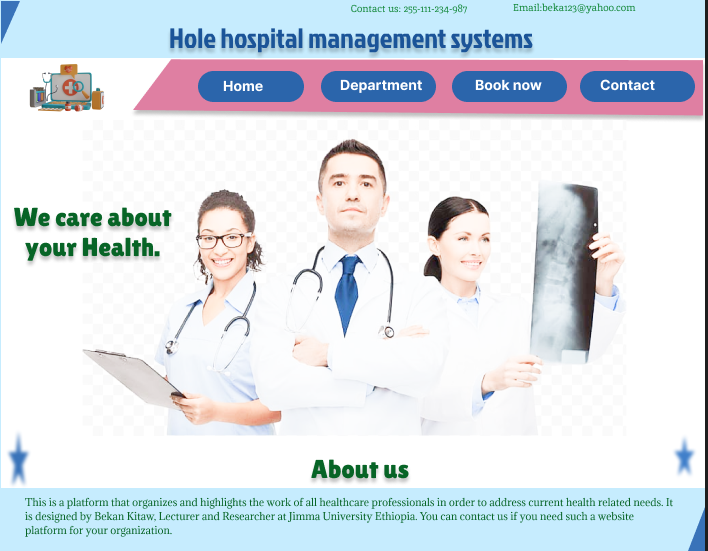 Contact us: 255-111-234-987
Email:beka123@yahoo.com
Hole hospital management systems
Home
Department
Book now
Contact
We care about
your Health.
About us
This is a platform that organizes and highlights the work of all healthcare professionals in order to address current health related needs. It
is designed by Bekan Kitaw, Lecturer and Researcher at Jimma University Ethiopia. You can contact us if you need such a website
platform for your organization.